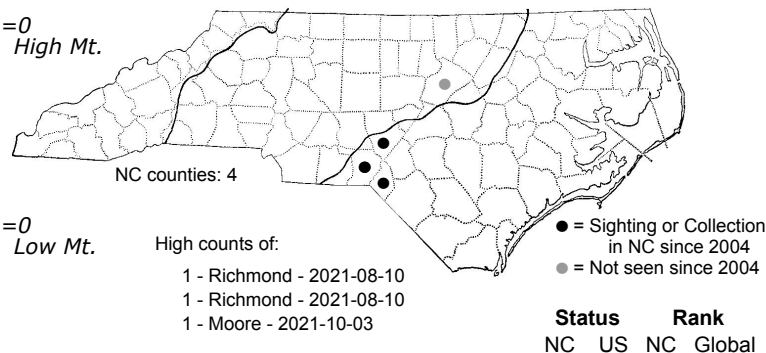 =0
High Mt.
NC counties: 4
=0
Low Mt.
High counts of:
1 - Richmond - 2021-08-10
1 - Richmond - 2021-08-10
1 - Moore - 2021-10-03
● = Sighting or Collection
in NC since 2004
● = Not seen since 2004
Status Rank
NC US NC Global